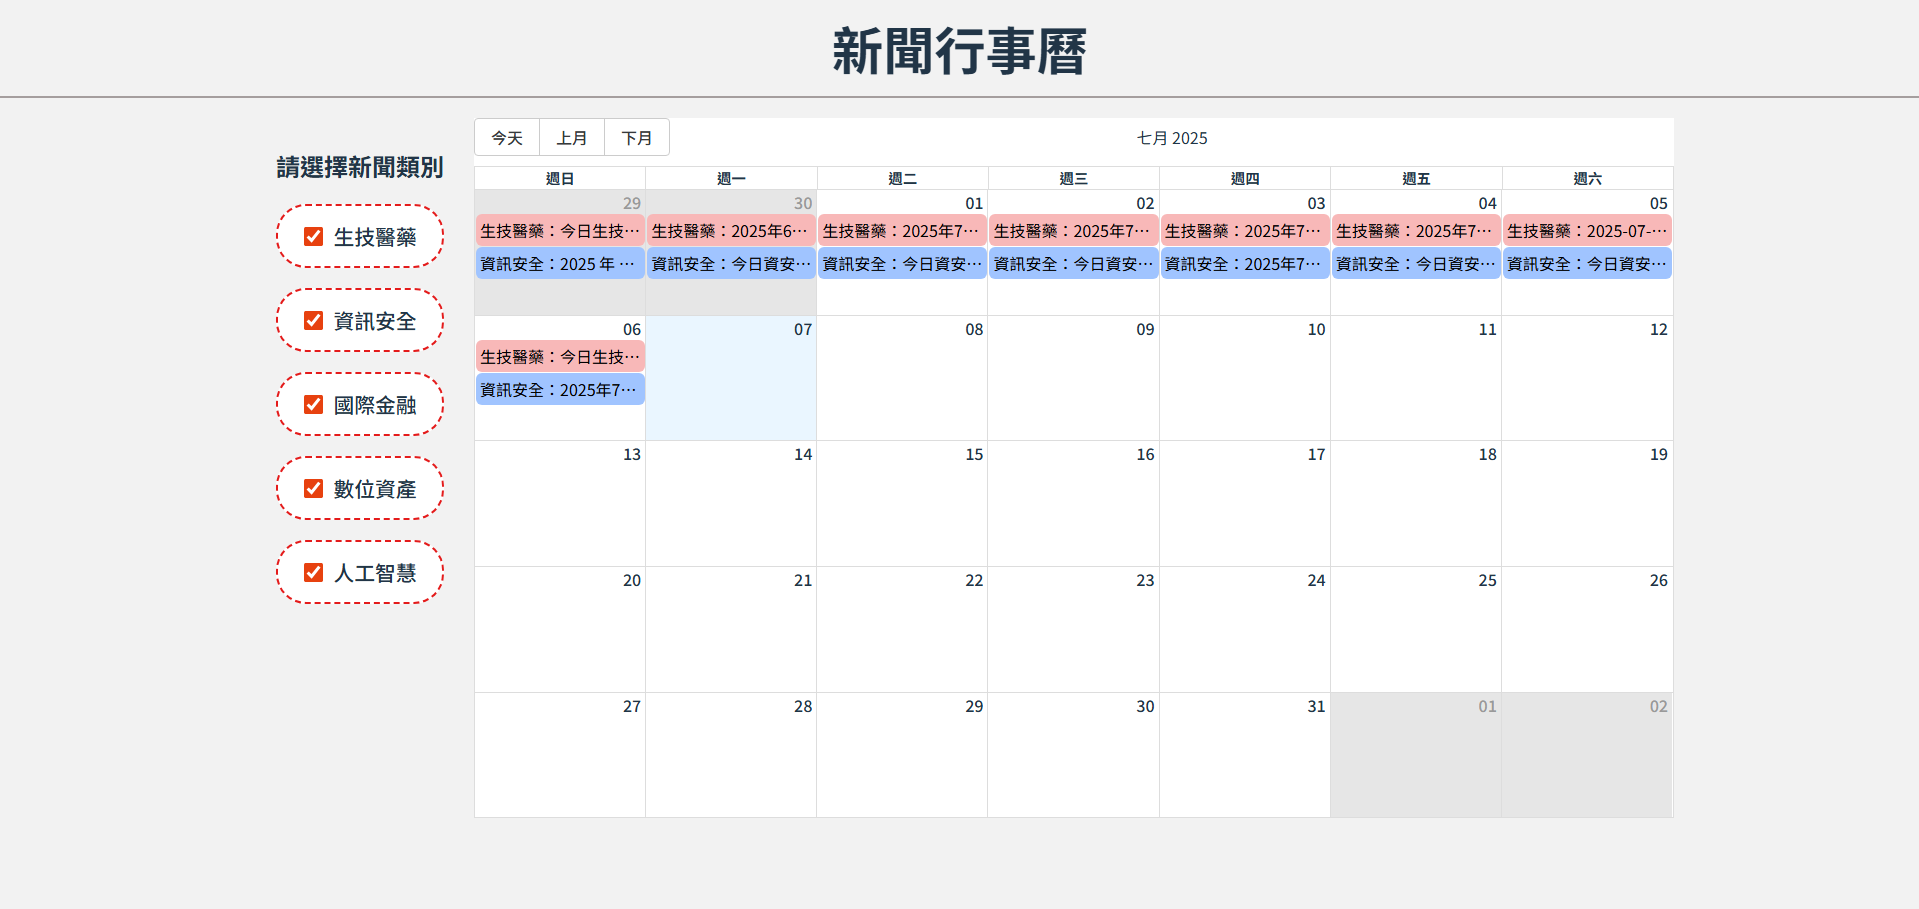 新聞行事曆
請選擇新聞類別
生技醫藥
資訊安全
國際金融
數位資產
人工智慧
今天 上月 下月 七月 2025
週日 週一 週二 週三 週四 週五 週六
29 30 01 02 03 04 05
生技醫藥：今日生技… 生技醫藥：2025年6… 生技醫藥：2025年7… 生技醫藥：2025年7… 生技醫藥：2025年7… 生技醫藥：2025年7… 生技醫藥：2025-07-…
資訊安全：2025 年 … 資訊安全：今日資安… 資訊安全：今日資安… 資訊安全：今日資安… 資訊安全：2025年7… 資訊安全：今日資安… 資訊安全：今日資安…
06 07 08 09 10 11 12
生技醫藥：今日生技…
資訊安全：2025年7…
13 14 15 16 17 18 19
20 21 22 23 24 25 26
27 28 29 30 31 01 02